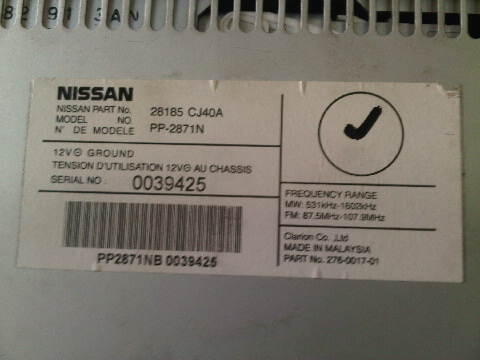 82913AN
NISSAN
NISSAN PART No. 28185 CJ40A
MODEL NO. PP-2871N
N° DE MODELE
12V⊖ GROUND
TENSION D'UTILISATION 12V⊖ AU CHASSIS
SERIAL NO : 0039425
PP2871NB 0039425
FREQUENCY RANGE
MW: 531kHz-1602kHz
FM: 87.5MHz-107.9MHz
Clarion Co. ,Ltd
MADE IN MALAYSIA
PART No. 276-0017-01